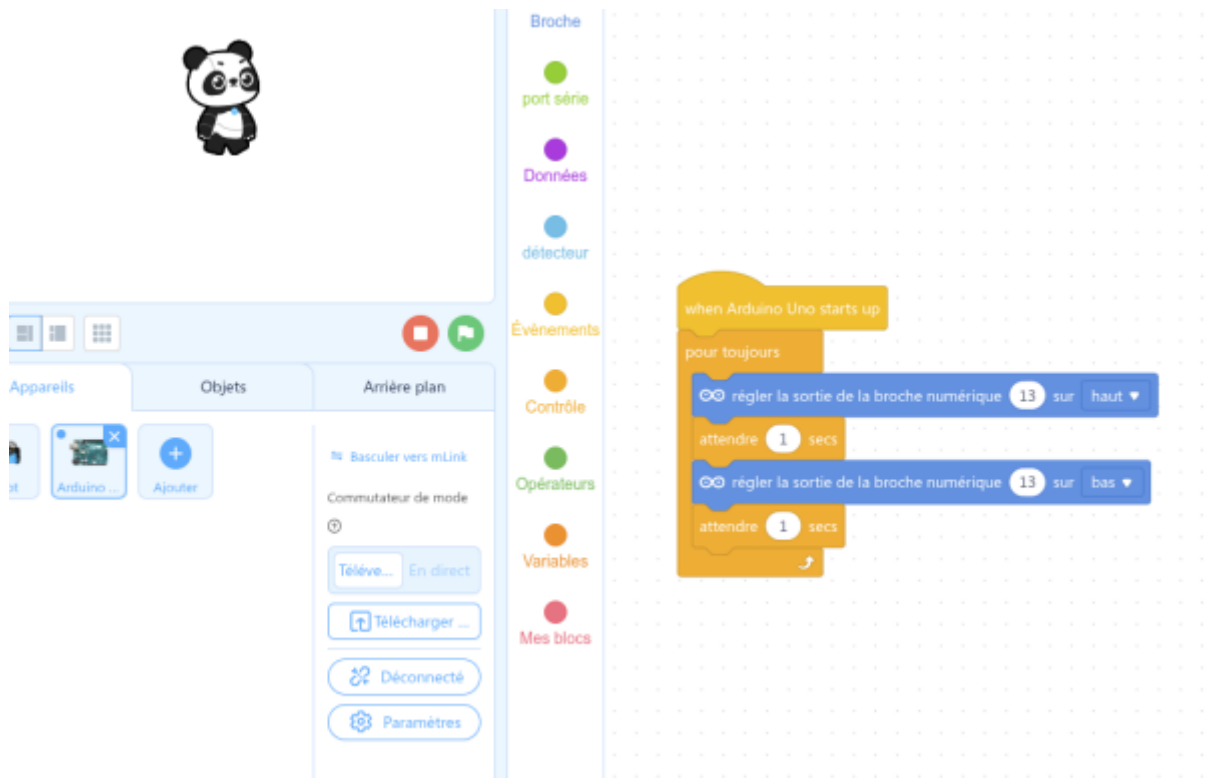 Broche
port série
Données
détecteur
Évènements
Contrôle
Opérateurs
Variables
Mes blocs
when Arduino Uno starts up
pour toujours
régler la sortie de la broche numérique 13 sur haut
attendre 1 secs
régler la sortie de la broche numérique 13 sur bas
attendre 1 secs
Appareils
Objets
Arrière plan
Arduino ...
Ajouter
Basculer vers mLink
Commutateur de mode
Téléve... En direct
Télécharger ...
Déconnecté
Paramètres